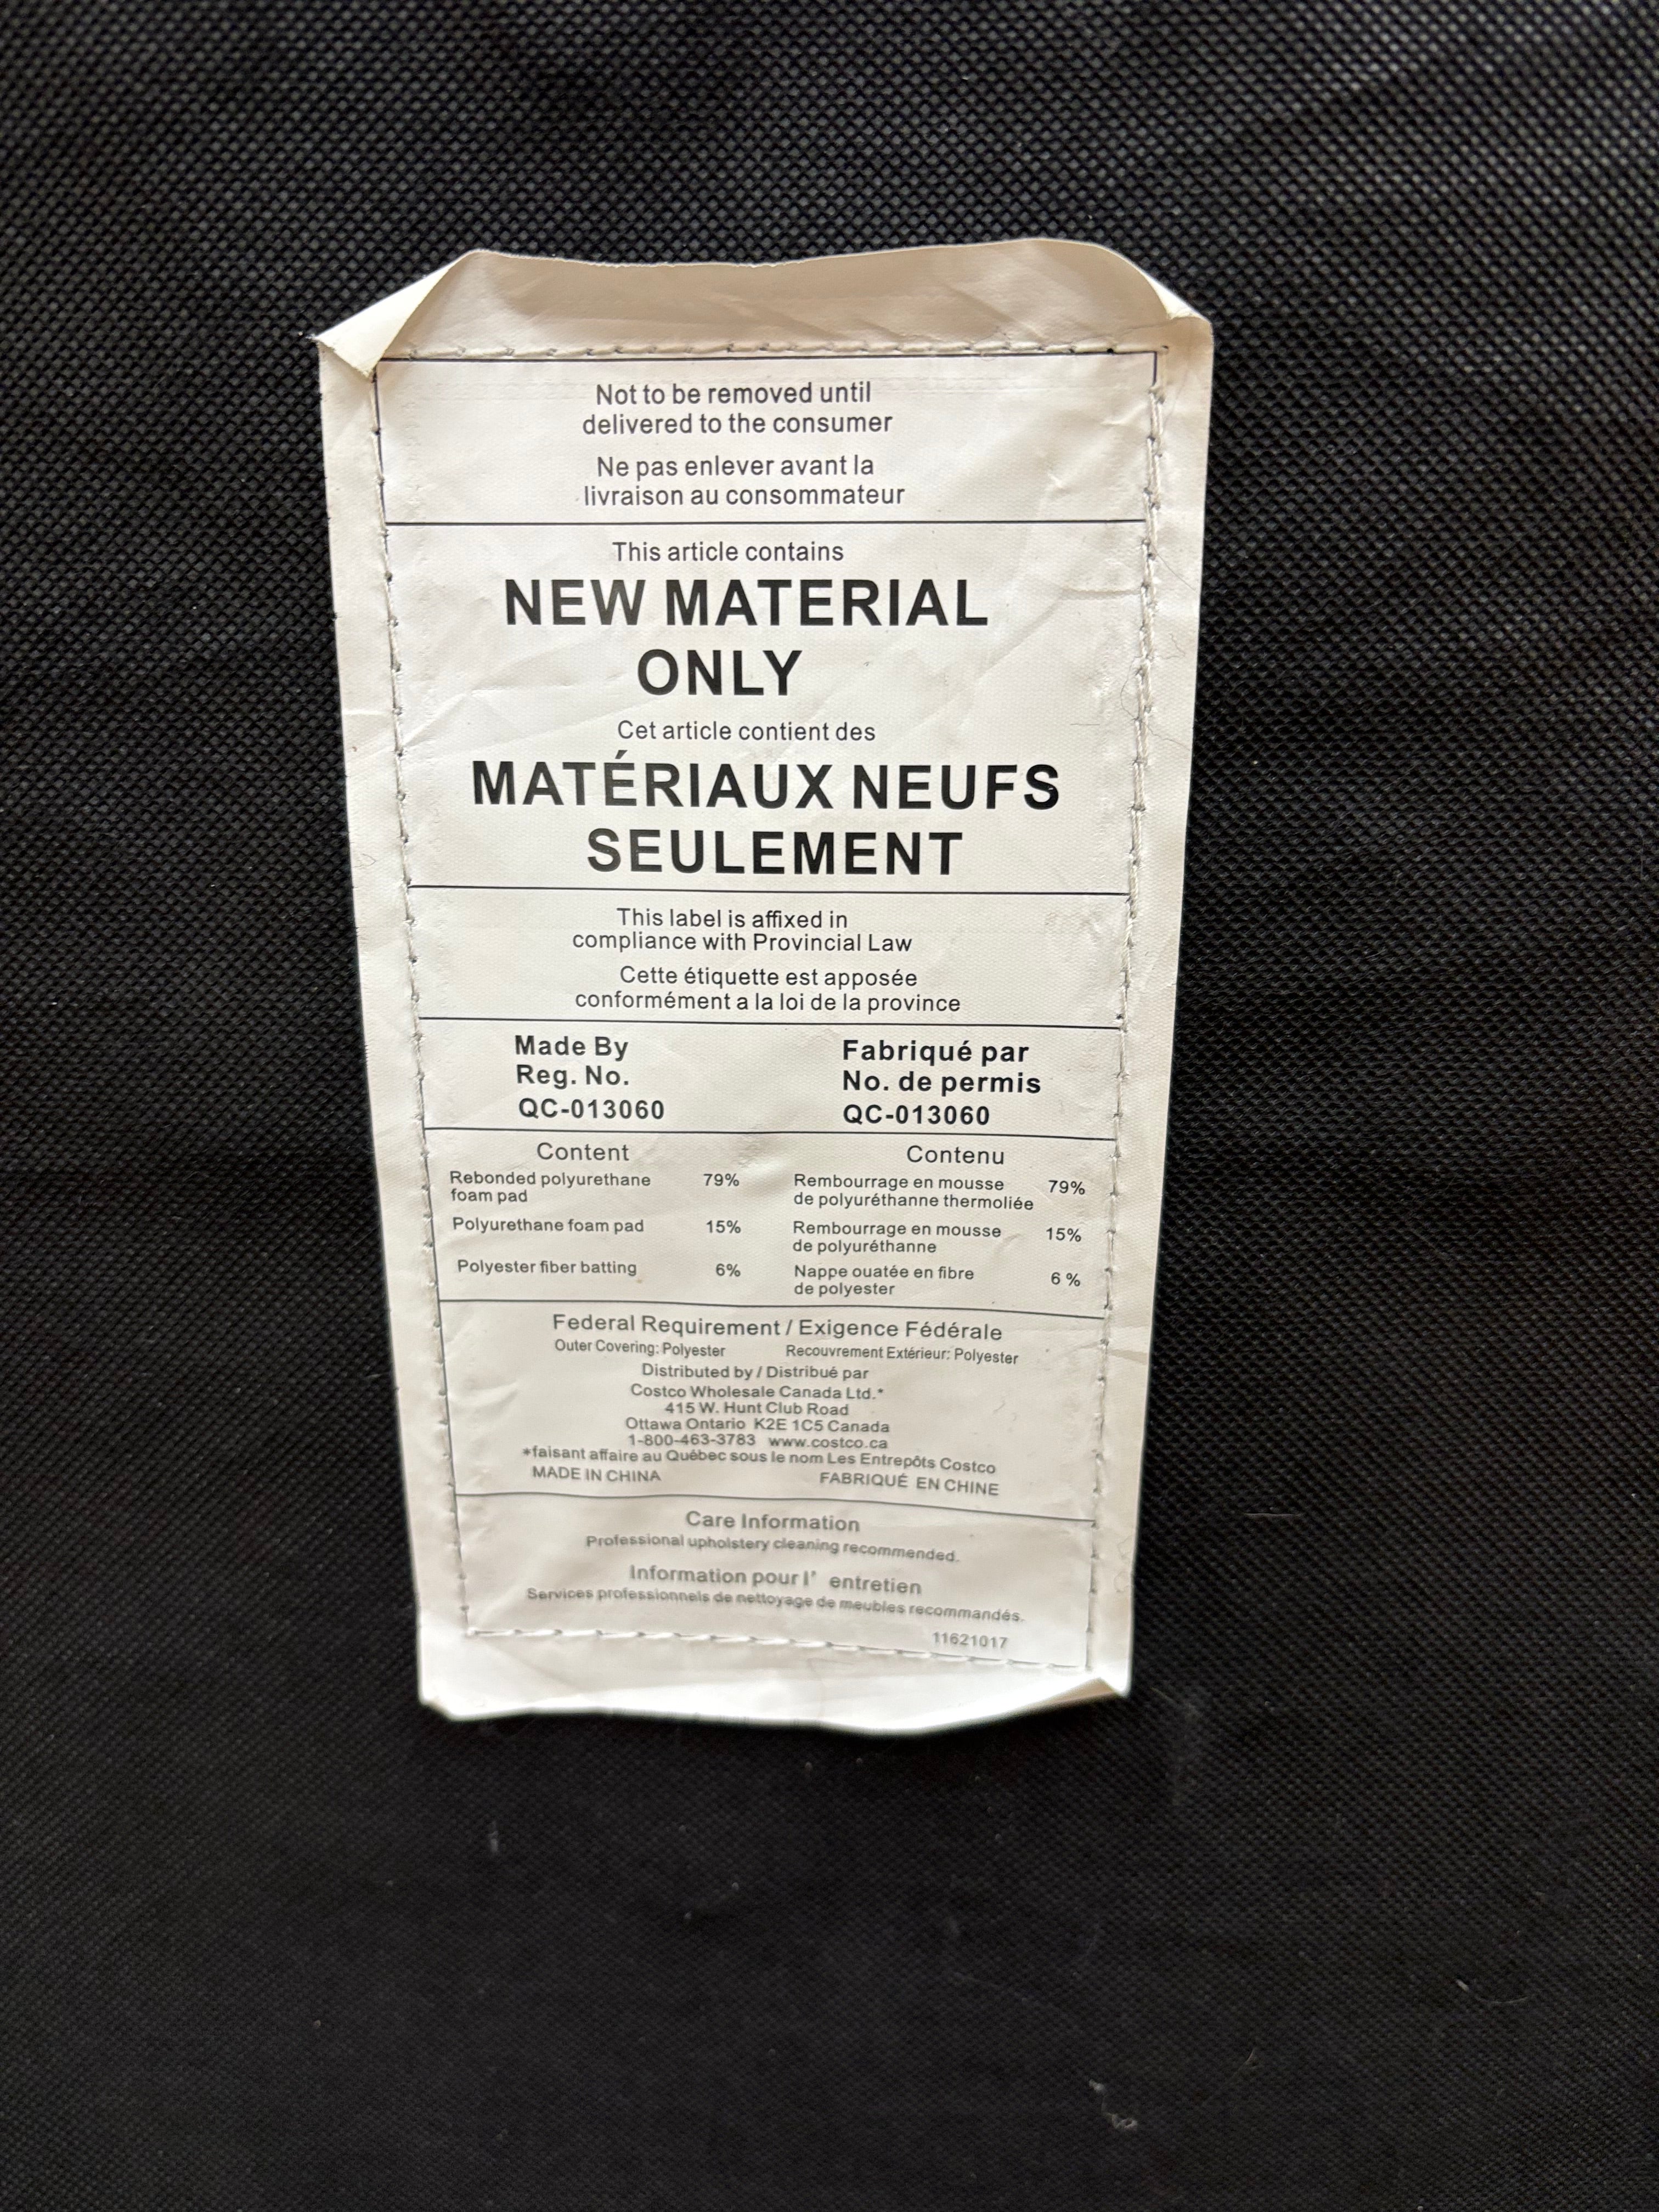 Not to be removed until
delivered to the consumer
Ne pas enlever avant la
livraison au consommateur
This article contains
NEW MATERIAL
ONLY
Cet article contient des
MATÉRIAUX NEUFS
SEULEMENT
This label is affixed in
compliance with Provincial Law
Cette étiquette est apposée
conformément a la loi de la province
Made By
Reg. No.
QC-013060
Fabriqué par
No. de permis
QC-013060
Content
Rebonded polyurethane 79%
foam pad
Polyurethane foam pad 15%
Polyester fiber batting 6%
Contenu
Rembourrage en mousse 79%
de polyuréthanne thermoliée
Rembourrage en mousse 15%
de polyuréthanne
Nappe ouatée en fibre 6 %
de polyester
Federal Requirement / Exigence Fédérale
Outer Covering: Polyester Recouvrement Extérieur: Polyester
Distributed by / Distribué par
Costco Wholesale Canada Ltd.*
415 W. Hunt Club Road
Ottawa Ontario K2E 1C5 Canada
1-800-463-3783 www.costco.ca
*faisant affaire au Québec sous le nom Les Entrepôts Costco
MADE IN CHINA FABRIQUÉ EN CHINE
Care Information
Professional upholstery cleaning recommended.
Information pour l' entretien
Services professionnels de nettoyage de meubles recommandés.
11621017